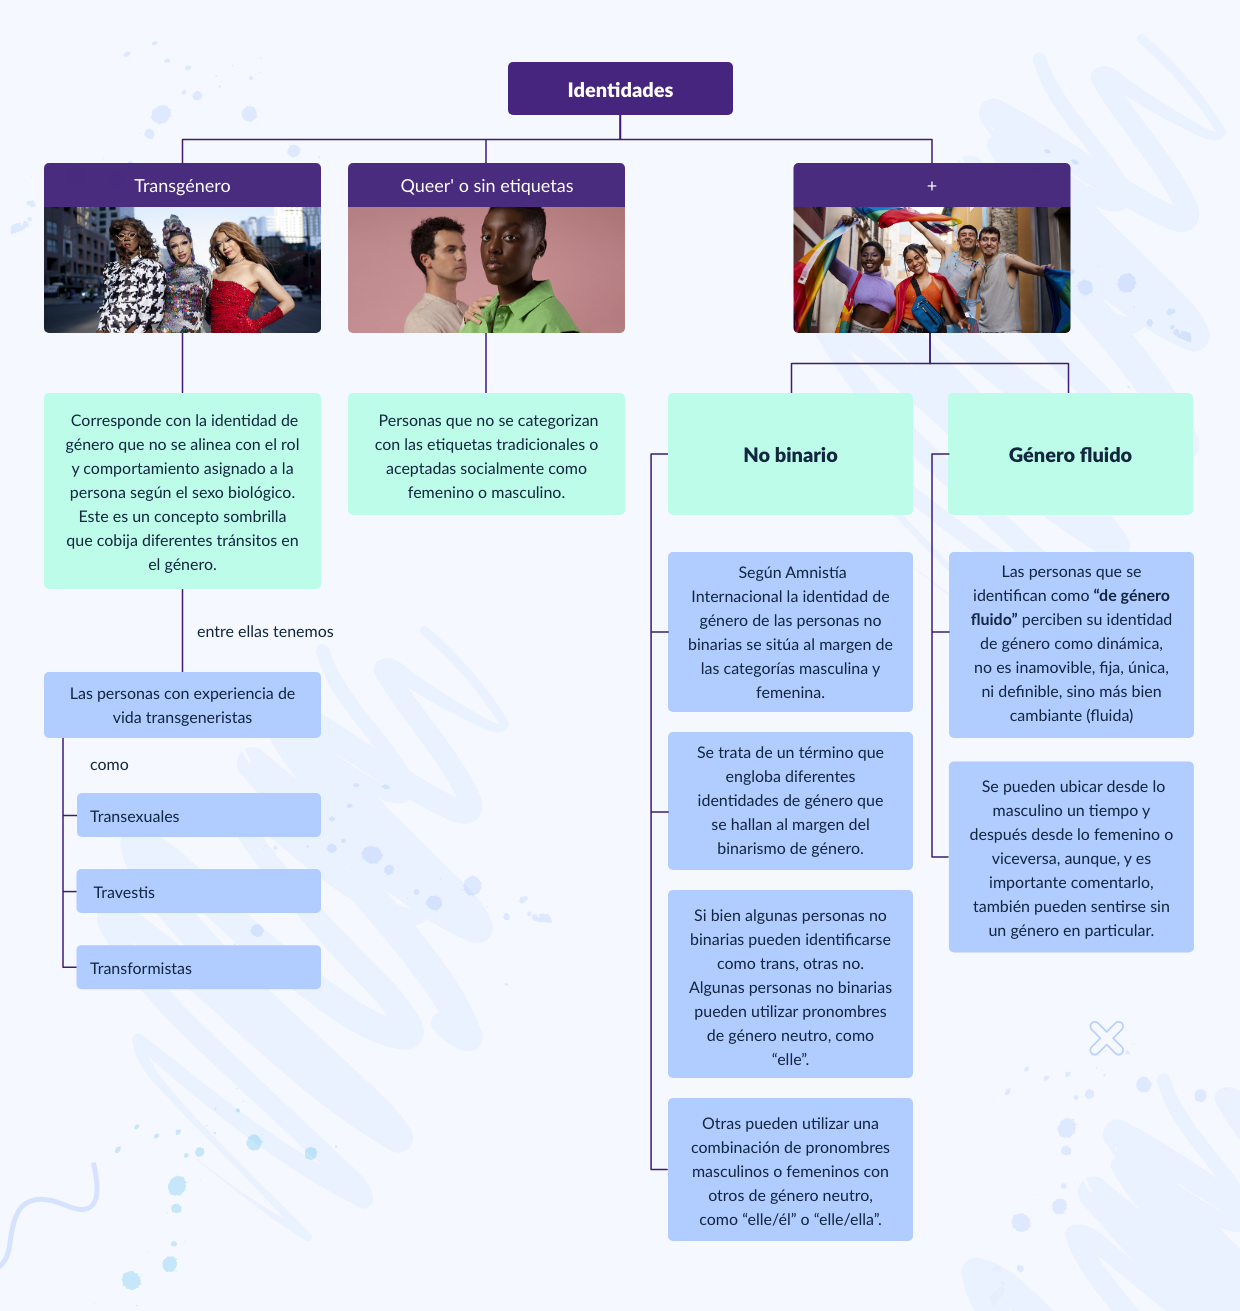 Identidades
Transgénero
Queer' o sin etiquetas
+
Corresponde con la identidad de
género que no se alinea con el rol
y comportamiento asignado a la
persona según el sexo biológico.
Este es un concepto sombrilla
que cobija diferentes tránsitos en
el género.
entre ellas tenemos
Las personas con experiencia de
vida transgeneristas
como
Transexuales
Travestis
Transformistas
Personas que no se categorizan
con las etiquetas tradicionales o
aceptadas socialmente como
femenino o masculino.
No binario
Según Amnistía
Internacional la identidad de
género de las personas no
binarias se sitúa al margen de
las categorías masculina y
femenina.
Se trata de un término que
engloba diferentes
identidades de género que
se hallan al margen del
binarismo de género.
Si bien algunas personas no
binarias pueden identificarse
como trans, otras no.
Algunas personas no binarias
pueden utilizar pronombres
de género neutro, como
“elle”.
Otras pueden utilizar una
combinación de pronombres
masculinos o femeninos con
otros de género neutro,
como “elle/él” o “elle/ella”.
Género fluido
Las personas que se
identifican como “de género
fluido” perciben su identidad
de género como dinámica,
no es inamovible, fija, única,
ni definible, sino más bien
cambiante (fluida)
Se pueden ubicar desde lo
masculino un tiempo y
después desde lo femenino o
viceversa, aunque, y es
importante comentarlo,
también pueden sentirse sin
un género en particular.